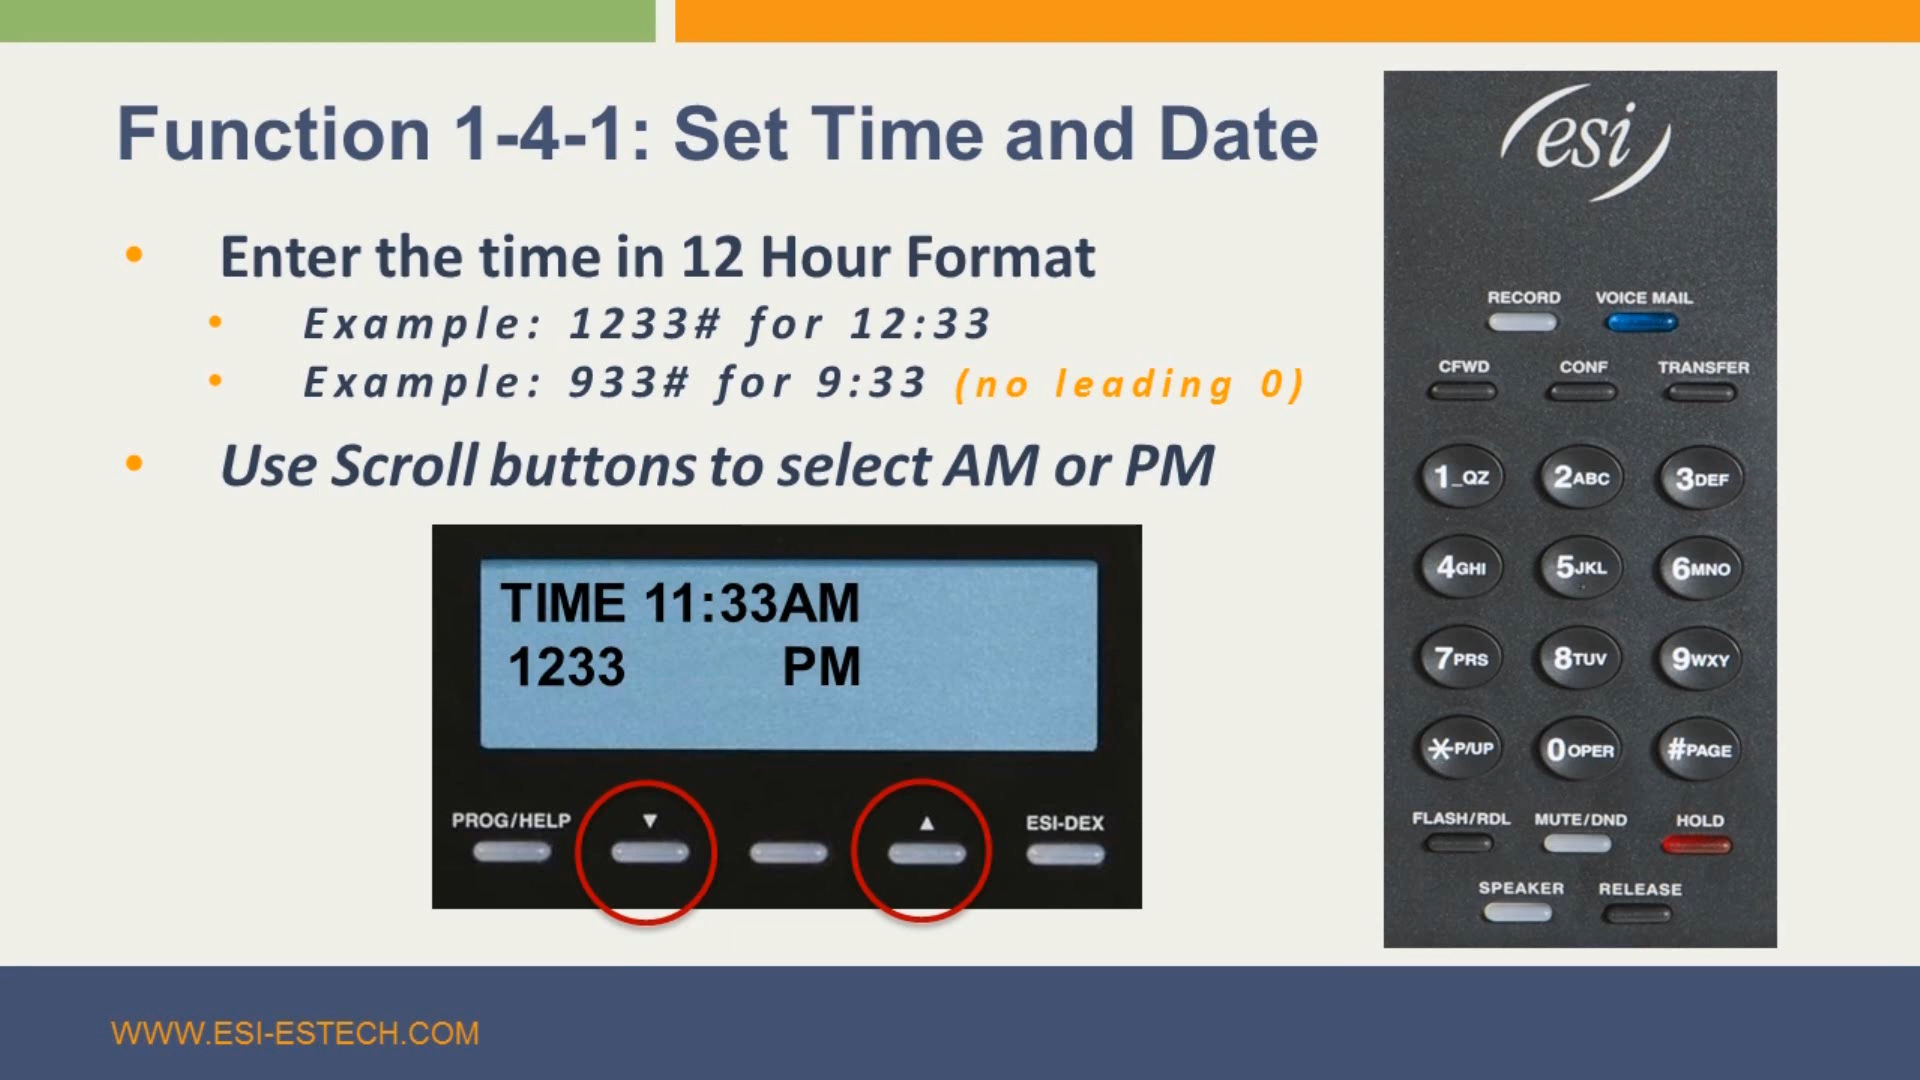 Function 1-4-1: Set Time and Date
• Enter the time in 12 Hour Format
• Example: 1233# for 12:33
• Example: 933# for 9:33 (no leading 0)
• Use Scroll buttons to select AM or PM
TIME 11:33AM
1233 PM
PROG/HELP ▼ ▲ ESI-DEX
esi
RECORD VOICE MAIL
CFWD CONF TRANSFER
1_QZ 2ABC 3DEF
4GHI 5JKL 6MNO
7PRS 8TUV 9WXY
*P/UP 0OPER #PAGE
FLASH/RDL MUTE/DND HOLD
SPEAKER RELEASE
WWW.ESI-ESTECH.COM